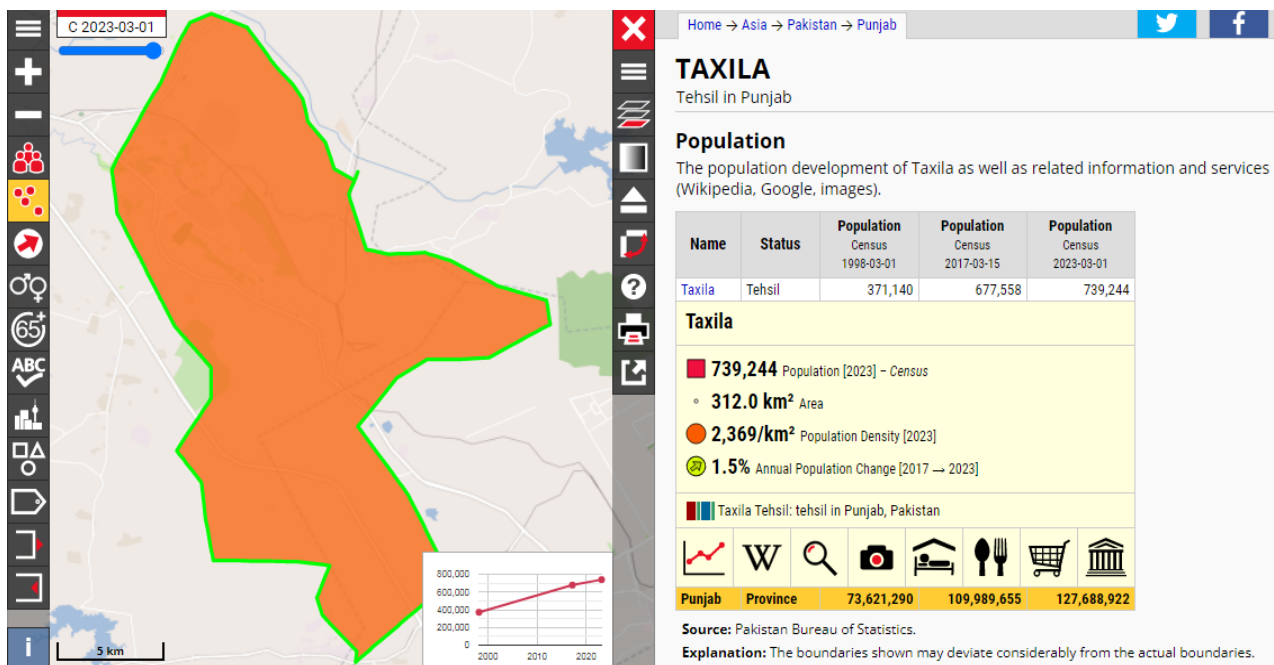 C 2023-03-01
65+
ABC
i
5 km
800,000
600,000
400,000
200,000
0
2000 2010 2020
?
Home → Asia → Pakistan → Punjab
f
TAXILA
Tehsil in Punjab
Population
The population development of Taxila as well as related information and services
(Wikipedia, Google, images).
Name Status Population Census 1998-03-01 Population Census 2017-03-15 Population Census 2023-03-01
Taxila Tehsil 371,140 677,558 739,244
Taxila
739,244 Population [2023] – Census
312.0 km² Area
2,369/km² Population Density [2023]
1.5% Annual Population Change [2017 → 2023]
Taxila Tehsil: tehsil in Punjab, Pakistan
W
Punjab Province 73,621,290 109,989,655 127,688,922
Source: Pakistan Bureau of Statistics.
Explanation: The boundaries shown may deviate considerably from the actual boundaries.